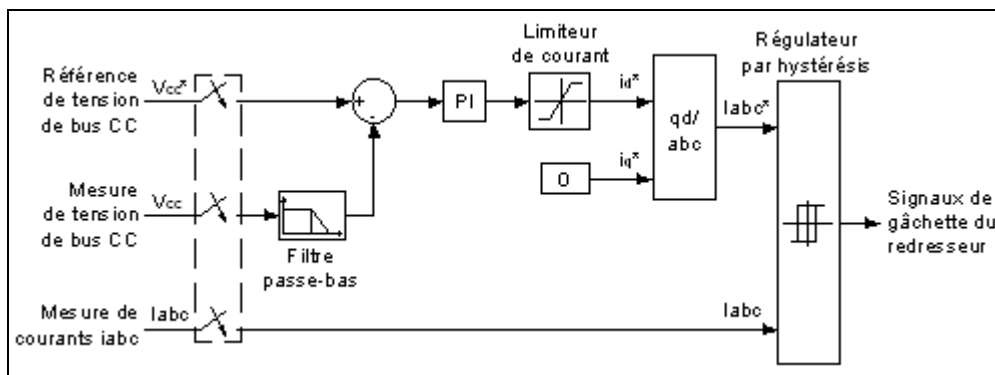 Référence
de tension
de bus CC
Vcc*
Limiteur
de courant
Régulateur
par hystérésis
+
-
PI
id*
qd/
abc
Iabc*
0
iq*
Mesure
de tension
de bus CC
Vcc
Filtre
passe-bas
Signaux de
gâchette du
redresseur
Mesure de
courants iabc
Iabc
Iabc